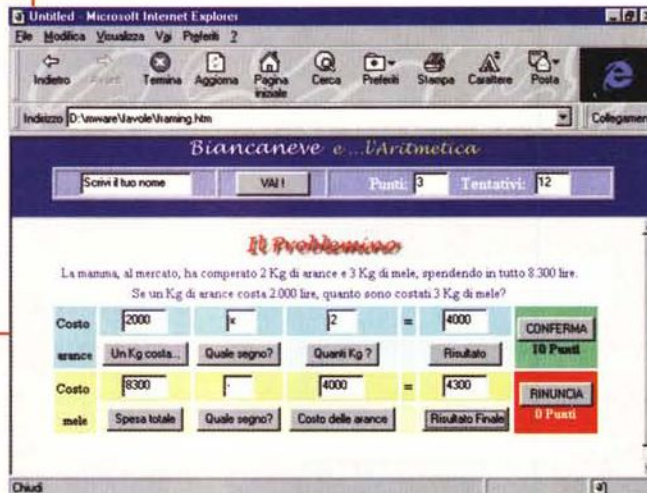 Untitled - Microsoft Internet Explorer
File Modifica Visualizza Vai Preferiti ?
Indietro Avanti Termina Aggiorna Pagina iniziale Cerca Preferiti Stampa Carattere Posta
Indirizzo D:\mware\favole\framing.htm Collegamen
Biancaneve e ...l'Aritmetica
Scrivi il tuo nome VAI! Punti: 3 Tentativi: 12
Il Problemino
La mamma, al mercato, ha comperato 2 Kg di arance e 3 Kg di mele, spendendo in tutto 8.300 lire.
Se un Kg di arance costa 2.000 lire, quanto sono costati 3 Kg di mele?
Costo 2000 x 2 = 4000 CONFERMA
arance Un Kg costa... Quale segno? Quanti Kg ? Risultato 10 Punti
Costo 8300 - 4000 = 4300 RINUNCIA
mele Spesa totale Quale segno? Costo delle arance Risultato Finale 0 Punti
Chiudi